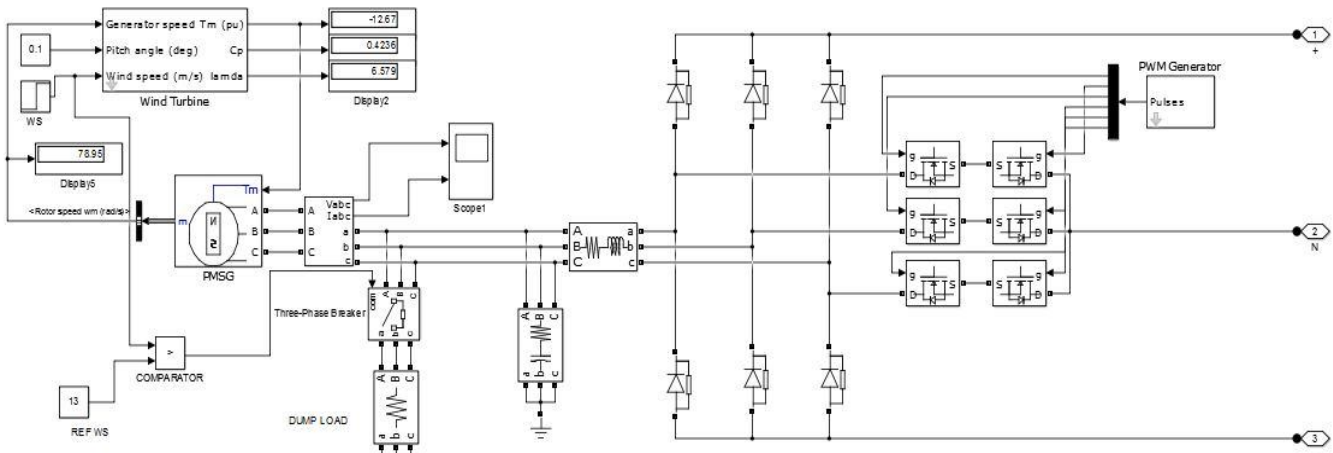 Generator speed Tm (pu)
-12.67
0.1
Pitch angle (deg) Cp
0.4236
Wind speed (m/s) lamda
6.579
WS
Wind Turbine
Display2
78.95
Display5
<Rotor speed wm (rad/s)>
m
Tm
N
S
A
B
C
PMSG
A
B
C
Vabc
Iabc
a
b
c
Scope1
A
B
C
a
b
c
com
A
B
C
Three-Phase Breaker
a
b
c
A
B
C
a
b
c
>
COMPARATOR
13
REF WS
DUMP LOAD
A
B
C
a
b
c
PWM Generator
Pulses
g
D
S
S
g
D
g
D
S
S
g
D
g
D
S
S
g
D
1
+
2
N
3